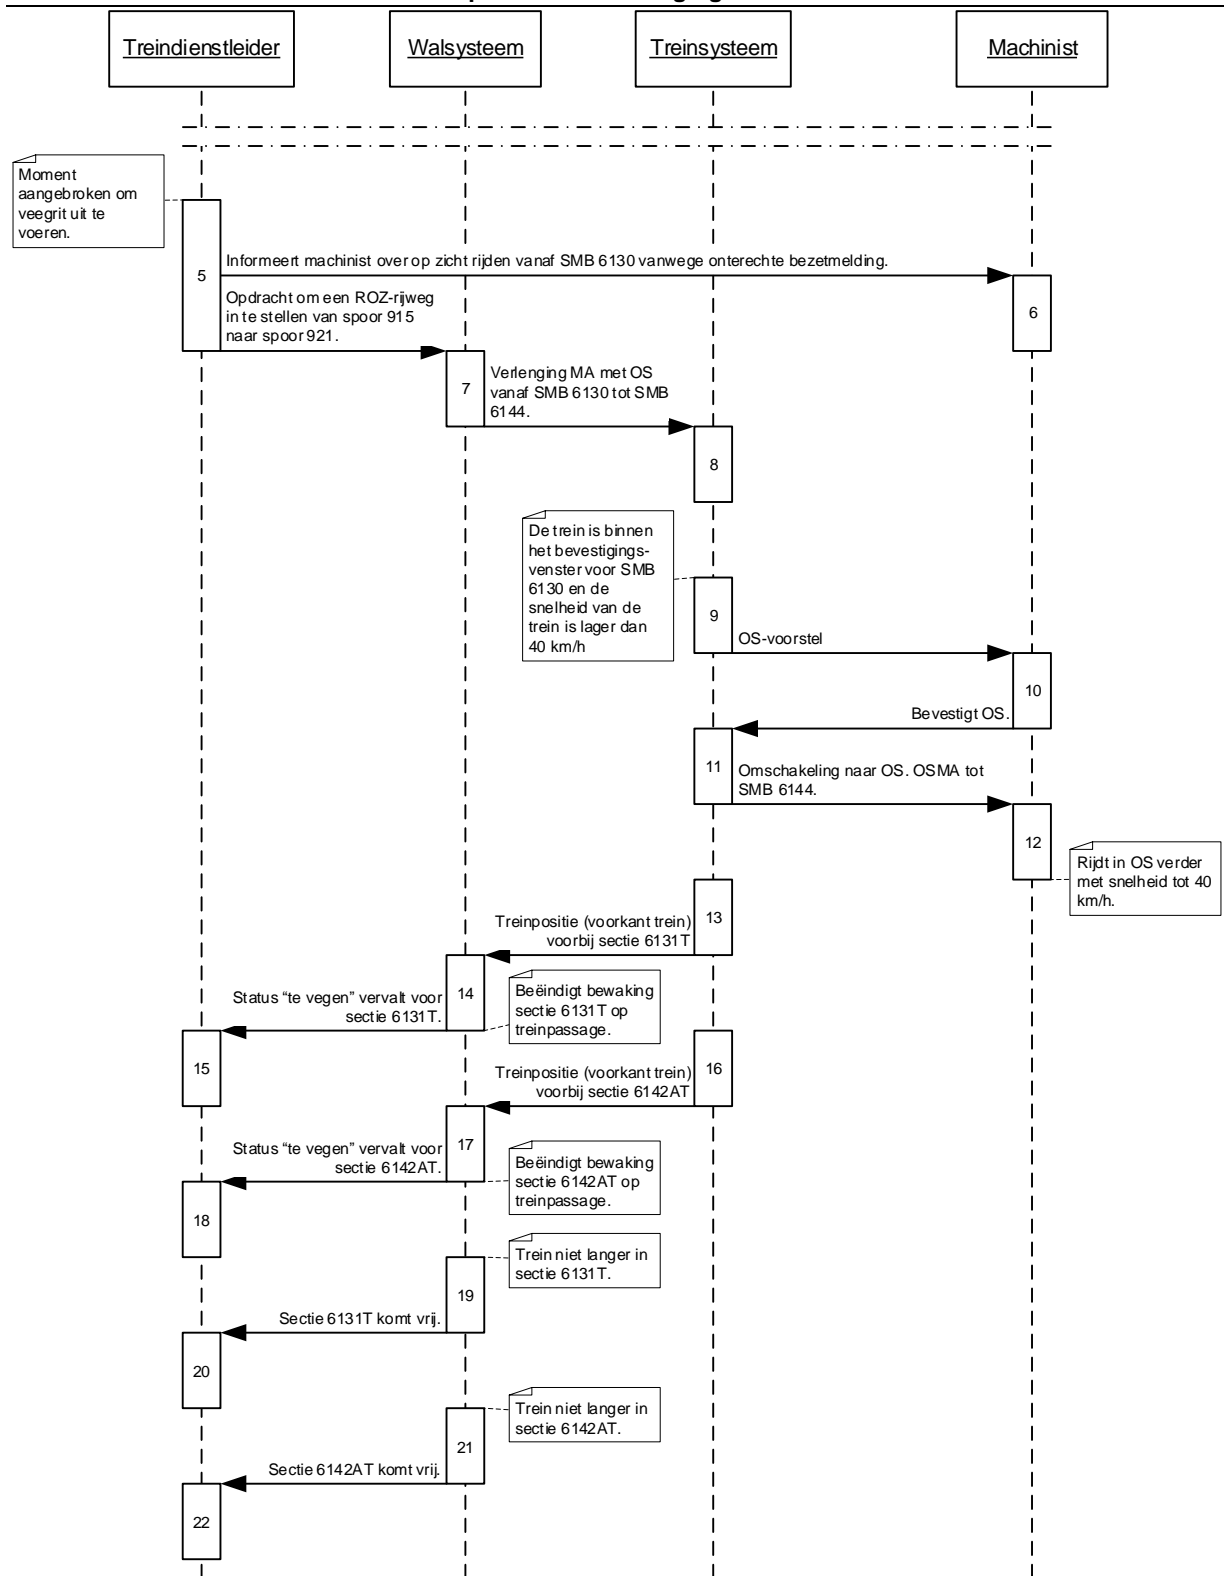 Treindienstleider
Walsysteem
Treinsysteem
Machinist
Moment
aangebroken om
veegrit uit te
voeren.
5
Informeert machinist over op zicht rijden vanaf SMB 6130 vanwege onterechte bezetmelding.
6
Opdracht om een ROZ-rijweg
in te stellen van spoor 915
naar spoor 921.
7
Verlenging MA met OS
vanaf SMB 6130 tot SMB
6144.
8
De trein is binnen
het bevestigings-
venster voor SMB
6130 en de
snelheid van de
trein is lager dan
40 km/h
9
OS-voorstel
10
Bevestigt OS.
11
Omschakeling naar OS. OSMA tot
SMB 6144.
12
Rijdt in OS verder
met snelheid tot 40
km/h.
13
Treinpositie (voorkant trein)
voorbij sectie 6131T
14
Beëindigt bewaking
sectie 6131T op
treinpassage.
Status “te vegen” vervalt voor
sectie 6131T.
15
16
Treinpositie (voorkant trein)
voorbij sectie 6142AT
17
Beëindigt bewaking
sectie 6142AT op
treinpassage.
Status “te vegen” vervalt voor
sectie 6142AT.
18
Trein niet langer in
sectie 6131T.
19
Sectie 6131T komt vrij.
20
Trein niet langer in
sectie 6142AT.
21
Sectie 6142AT komt vrij.
22